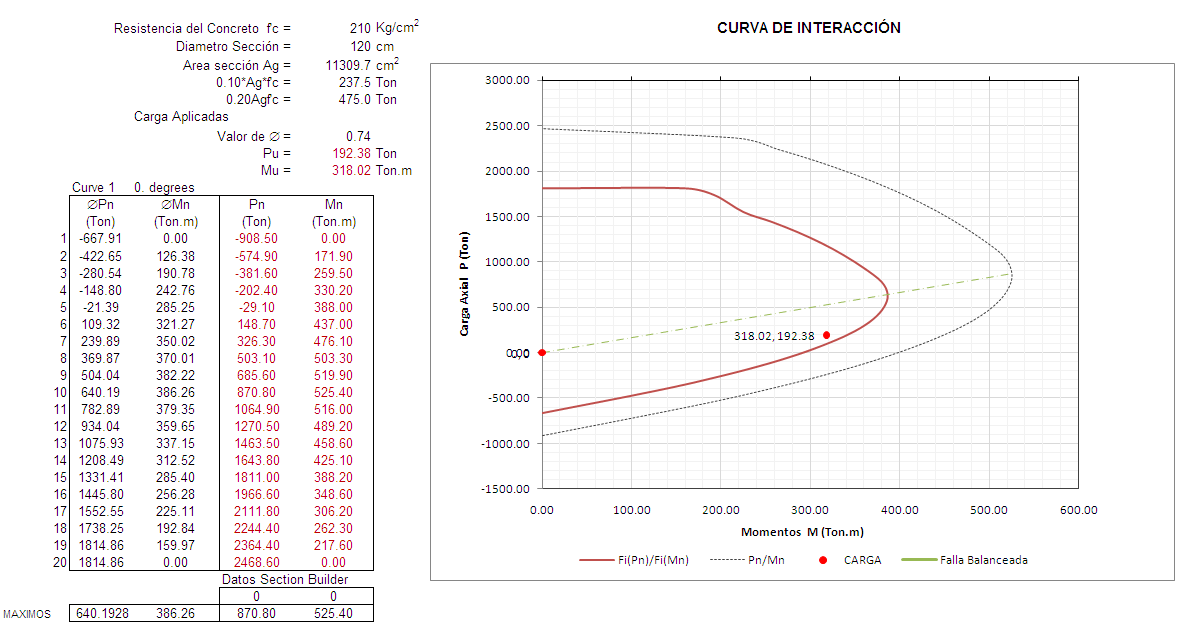 Resistencia del Concreto f'c = 210 Kg/cm2
Diametro Sección = 120 cm
Area sección Ag = 11309.7 cm2
0.10*Ag*f'c = 237.5 Ton
0.20Agf'c = 475.0 Ton
Carga Aplicadas
Valor de ∅ = 0.74
Pu = 192.38 Ton
Mu = 318.02 Ton.m
Curve 1 0. degrees
∅Pn ∅Mn Pn Mn
(Ton) (Ton.m) (Ton) (Ton.m)
1 -667.91 0.00 -908.50 0.00
2 -422.65 126.38 -574.90 171.90
3 -280.54 190.78 -381.60 259.50
4 -148.80 242.76 -202.40 330.20
5 -21.39 285.25 -29.10 388.00
6 109.32 321.27 148.70 437.00
7 239.89 350.02 326.30 476.10
8 369.87 370.01 503.10 503.30
9 504.04 382.22 685.60 519.90
10 640.19 386.26 870.80 525.40
11 782.89 379.35 1064.90 516.00
12 934.04 359.65 1270.50 489.20
13 1075.93 337.15 1463.50 458.60
14 1208.49 312.52 1643.80 425.10
15 1331.41 285.40 1811.00 388.20
16 1445.80 256.28 1966.60 348.60
17 1552.55 225.11 2111.80 306.20
18 1738.25 192.84 2244.40 262.30
19 1814.86 159.97 2364.40 217.60
20 1814.86 0.00 2468.60 0.00
Datos Section Builder
0 0
MAXIMOS 640.1928 386.26 870.80 525.40
CURVA DE INTERACCIÓN
3000.00
2500.00
2000.00
1500.00
1000.00
500.00
0.00
-500.00
-1000.00
-1500.00
Carga Axial P (Ton)
318.02, 192.38
0.00 100.00 200.00 300.00 400.00 500.00 600.00
Momentos M (Ton.m)
Fi(Pn)/Fi(Mn) Pn/Mn CARGA Falla Balanceada